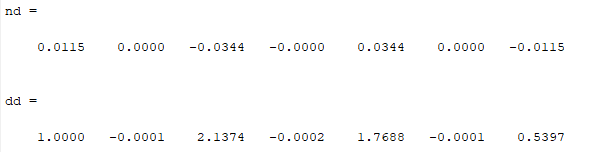 nd =
0.0115 0.0000 -0.0344 -0.0000 0.0344 0.0000 -0.0115
dd =
1.0000 -0.0001 2.1374 -0.0002 1.7688 -0.0001 0.5397